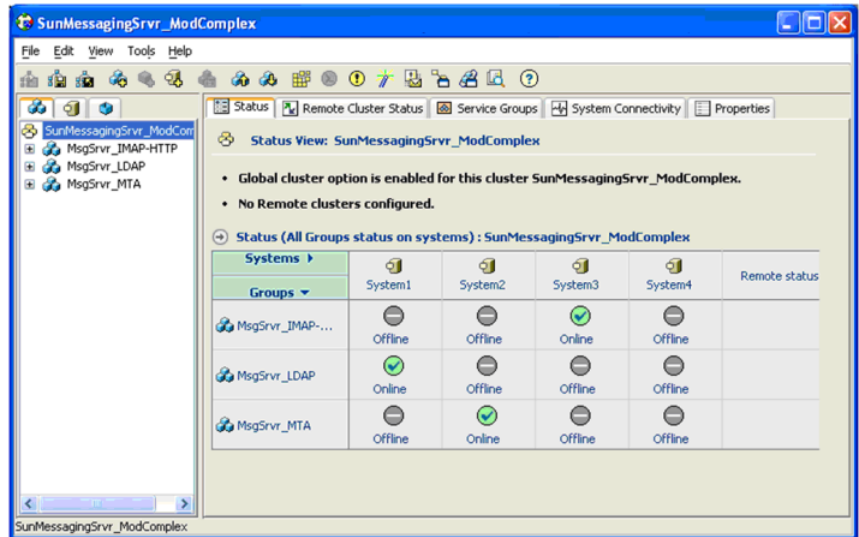 SunMessagingSrvr_ModComplex
File Edit View Tools Help
Status Remote Cluster Status Service Groups System Connectivity Properties
SunMessagingSrvr_ModCom
MsgSrvr_IMAP-HTTP
MsgSrvr_LDAP
MsgSrvr_MTA
Status View: SunMessagingSrvr_ModComplex
• Global cluster option is enabled for this cluster SunMessagingSrvr_ModComplex.
• No Remote clusters configured.
Status (All Groups status on systems) : SunMessagingSrvr_ModComplex
Systems
Groups
System1 System2 System3 System4 Remote status
MsgSrvr_IMAP-... Offline Offline Online Offline
MsgSrvr_LDAP Online Offline Offline Offline
MsgSrvr_MTA Offline Online Offline Offline
SunMessagingSrvr_ModComplex